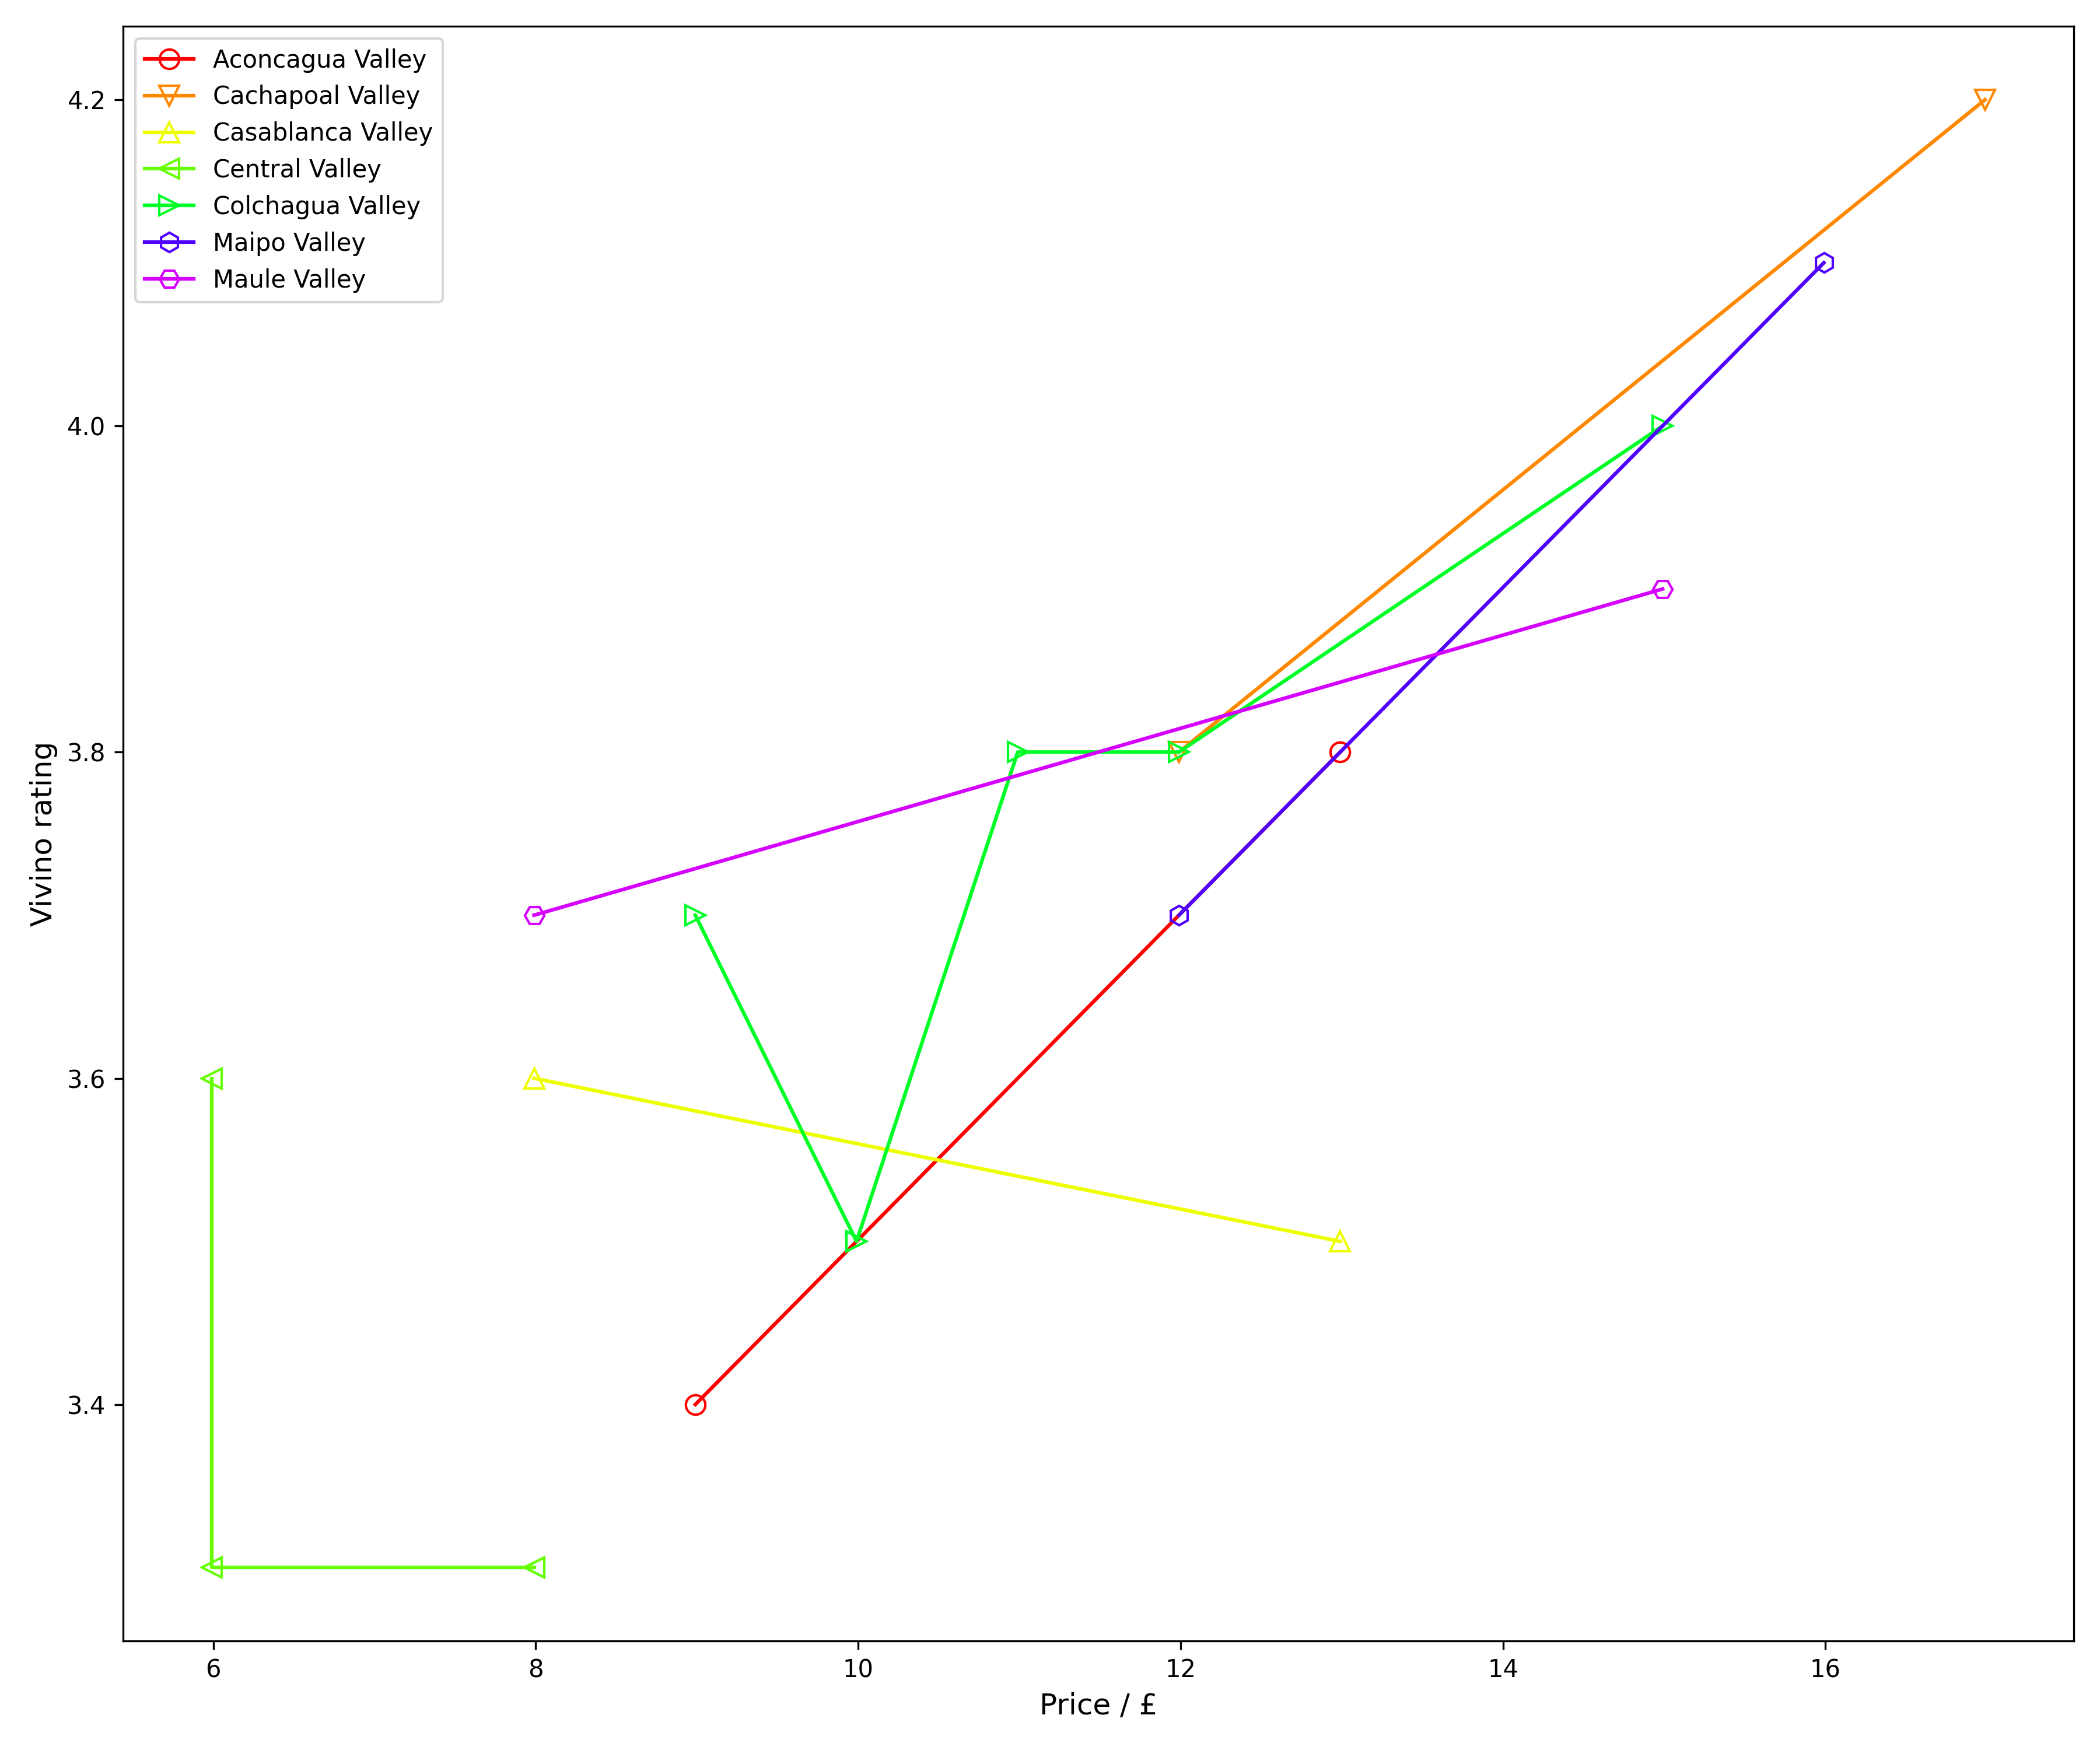 Aconcagua Valley
Cachapoal Valley
Casablanca Valley
Central Valley
Colchagua Valley
Maipo Valley
Maule Valley
4.2
4.0
3.8
3.6
3.4
Vivino rating
6 8 10 12 14 16
Price / £